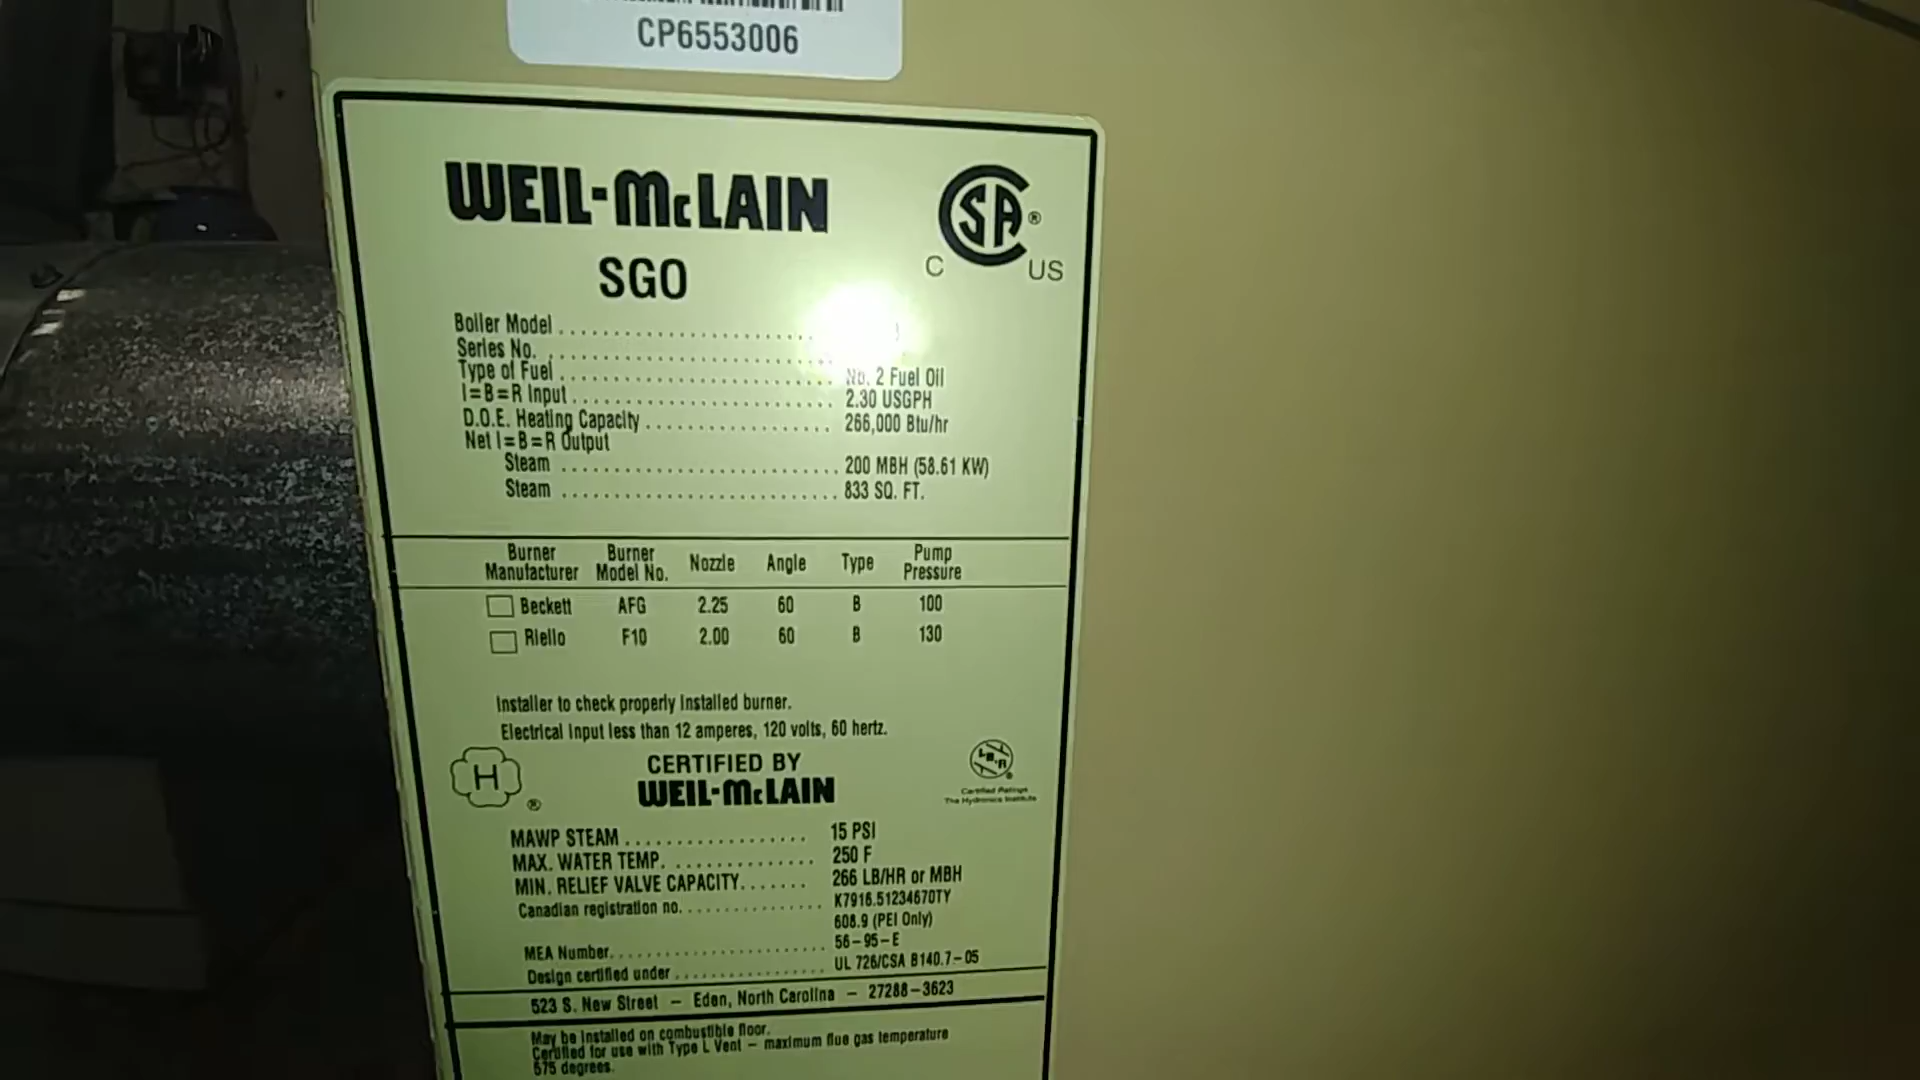 CP6553006
WEIL-McLAIN
SGO
CSA®
C US
Boiler Model
Series No.
Type of Fuel No. 2 Fuel Oil
I=B=R Input 2.30 USGPH
D.O.E. Heating Capacity 266,000 Btu/hr
Net I=B=R Output
Steam 200 MBH (58.61 KW)
Steam 833 SQ. FT.
Burner Manufacturer Burner Model No. Nozzle Angle Type Pump Pressure
Beckett AFG 2.25 60 B 100
Riello F10 2.00 60 B 130
Installer to check properly installed burner.
Electrical input less than 12 amperes, 120 volts, 60 hertz.
CERTIFIED BY
WEIL-McLAIN
H ®
I=B=R ®
Certified Ratings
The Hydronics Institute
MAWP STEAM 15 PSI
MAX. WATER TEMP. 250 F
MIN. RELIEF VALVE CAPACITY 266 LB/HR or MBH
Canadian registration no. K7916.51234670TY
608.9 (PEI Only)
MEA Number 56-95-E
Design certified under UL 726/CSA B140.7-05
523 S. New Street - Eden, North Carolina - 27288-3623
May be installed on combustible floor.
Certified for use with Type L Vent - maximum flue gas temperature
575 degrees.